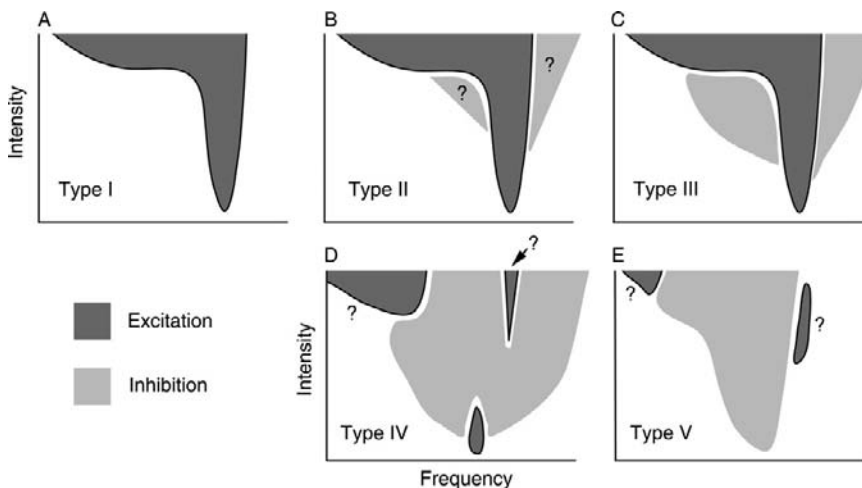 A
B
C
Intensity
Type I
?
?
Type II
Type III
D
?
E
Excitation
Inhibition
Intensity
?
Type IV
?
?
Type V
Frequency